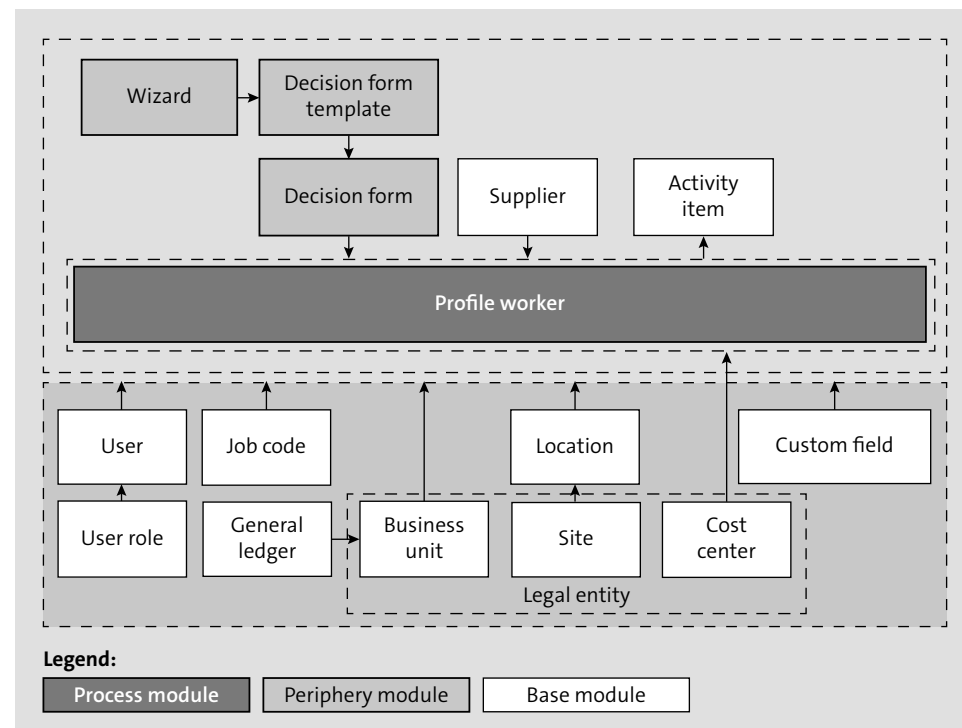 Wizard
Decision form
template
Decision form
Supplier
Activity
item
Profile worker
User
Job code
Location
Custom field
User role
General
ledger
Business
unit
Site
Cost
center
Legal entity
Legend:
Process module
Periphery module
Base module